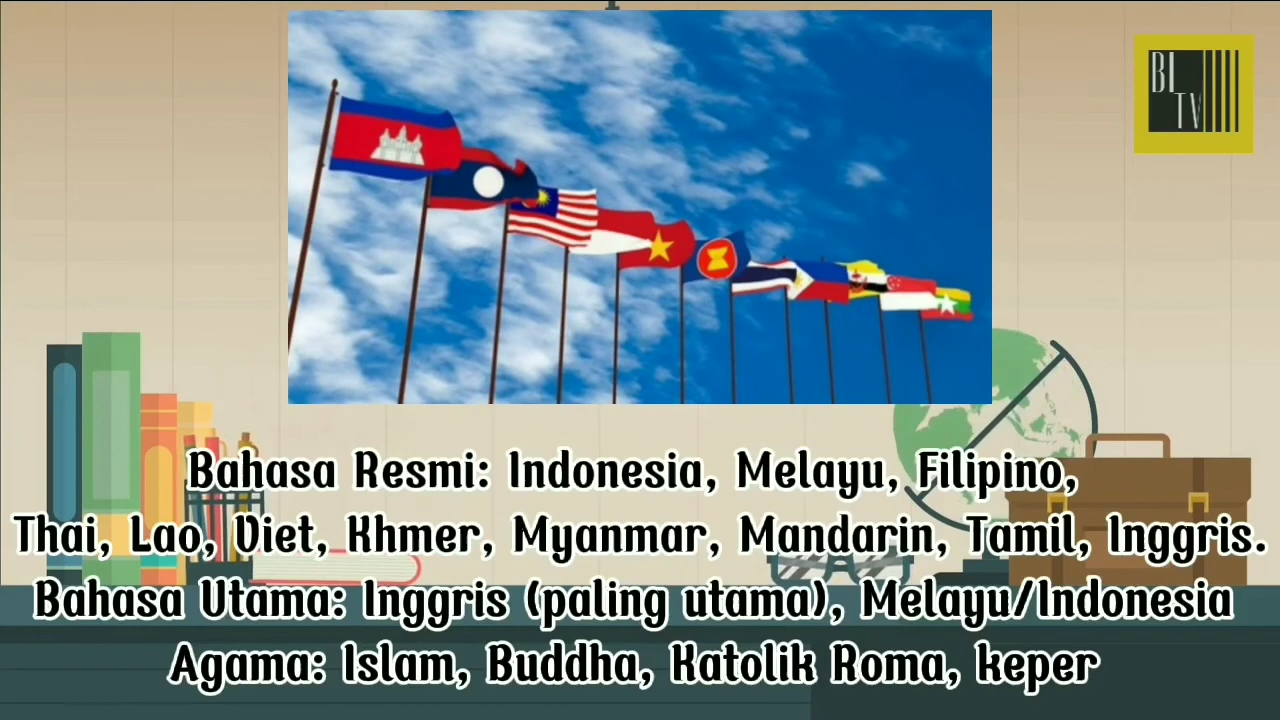 BI
TV
Bahasa Resmi: Indonesia, Melayu, Filipino,
Thai, Lao, Viet, Khmer, Myanmar, Mandarin, Tamil, Inggris.
Bahasa Utama: Inggris (paling utama), Melayu/Indonesia
Agama: Islam, Buddha, Katolik Roma, keper